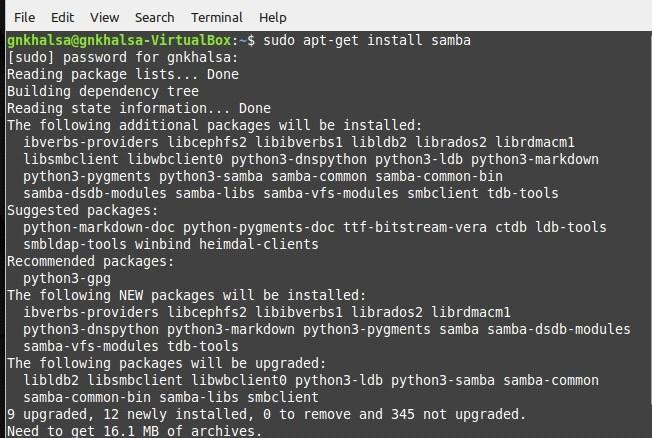 File Edit View Search Terminal Help
gnkhalsa@gnkhalsa-VirtualBox:~$ sudo apt-get install samba
[sudo] password for gnkhalsa:
Reading package lists... Done
Building dependency tree
Reading state information... Done
The following additional packages will be installed:
  ibverbs-providers libcephfs2 libibverbs1 libldb2 librados2 librdmacm1
  libsmbclient libwbclient0 python3-dnspython python3-ldb python3-markdown
  python3-pygments python3-samba samba-common samba-common-bin
  samba-dsdb-modules samba-libs samba-vfs-modules smbclient tdb-tools
Suggested packages:
  python-markdown-doc python-pygments-doc ttf-bitstream-vera ctdb ldb-tools
  smbldap-tools winbind heimdal-clients
Recommended packages:
  python3-gpg
The following NEW packages will be installed:
  ibverbs-providers libcephfs2 libibverbs1 librados2 librdmacm1
  python3-dnspython python3-markdown python3-pygments samba samba-dsdb-modules
  samba-vfs-modules tdb-tools
The following packages will be upgraded:
  libldb2 libsmbclient libwbclient0 python3-ldb python3-samba samba-common
  samba-common-bin samba-libs smbclient
9 upgraded, 12 newly installed, 0 to remove and 345 not upgraded.
Need to get 16.1 MB of archives.